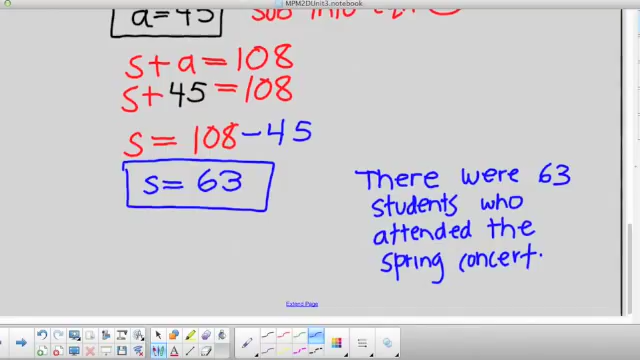 MPM2DUnit3.notebook
a=45
sub into
s+a=108
s+45=108
s=108-45
s=63
There were 63
students who
attended the
spring concert.
Extend Page